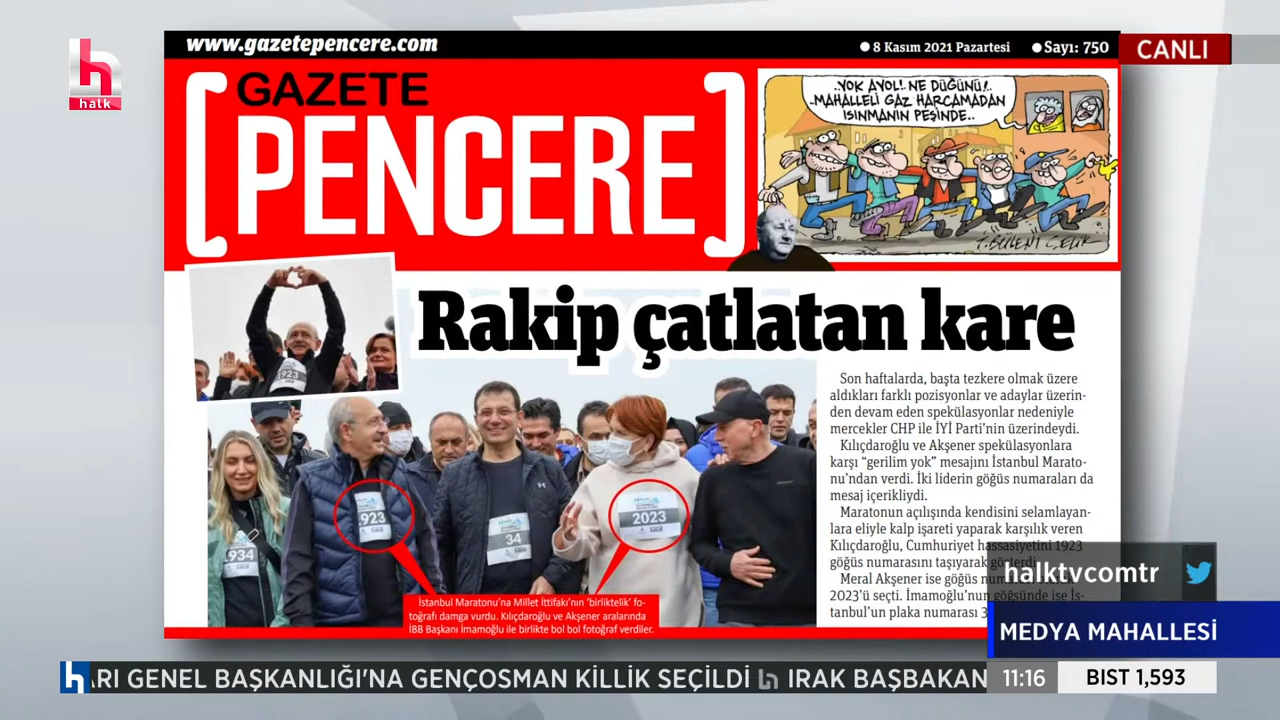 www.gazetepencere.com
8 Kasım 2021 Pazartesi
Sayı: 750
CANLI
halk
GAZETE
[PENCERE]
..YOK AYOL!. NE DÜĞÜNÜ!..
MAHALLELİ GAZ HARCAMADAN
ISINMANIN PEŞİNDE..
Rakip çatlatan kare
Son haftalarda, başta tezkere olmak üzere
aldıkları farklı pozisyonlar ve adaylar üzerin-
den devam eden spekülasyonlar nedeniyle
mercekler CHP ile İYİ Parti’nin üzerindeydi.
Kılıçdaroğlu ve Akşener spekülasyonlara
karşı “gerilim yok” mesajını İstanbul Marato-
nu’ndan verdi. İki liderin göğüs numaraları da
mesaj içerikliydi.
Maratonun açılışında kendisini selamlayan-
lara eliyle kalp işareti yaparak karşılık veren
Kılıçdaroğlu, Cumhuriyet hassasiyetini 1923
göğüs numarasını taşıyarak gösterdi.
Meral Akşener ise göğüs
2023’ü seçti. İmamoğlu’nun göğsünde ise İs-
tanbul’un plaka numarası
923
934
923
34
2023
İstanbul Maratonu’na Millet İttifakı’nın ‘birliktelik’ fo-
toğrafı damga vurdu. Kılıçdaroğlu ve Akşener aralarında
İBB Başkanı İmamoğlu ile birlikte bol bol fotoğraf verdiler.
halktvcomtr
MEDYA MAHALLESİ
ARI GENEL BAŞKANLIĞI'NA GENÇOSMAN KİLLİK SEÇİLDİ
IRAK BAŞBAKAN
11:16
BIST 1,593